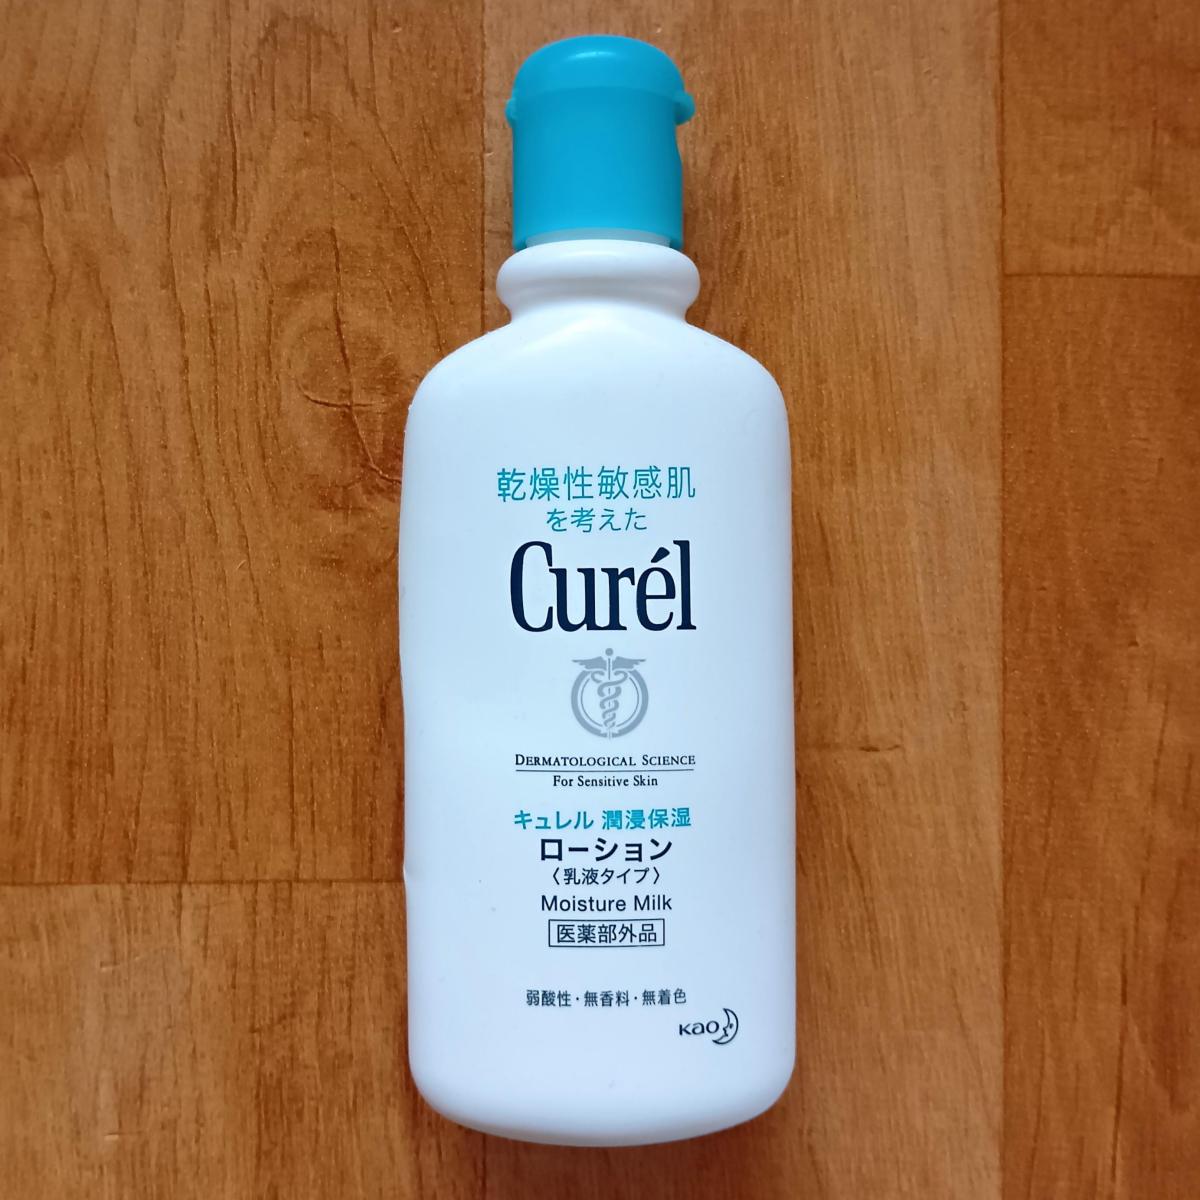 乾燥性敏感肌
を考えた
Curél
DERMATOLOGICAL SCIENCE
For Sensitive Skin
キュレル 潤浸保湿
ローション
〈乳液タイプ〉
Moisture Milk
医薬部外品
弱酸性・無香料・無着色
Kao